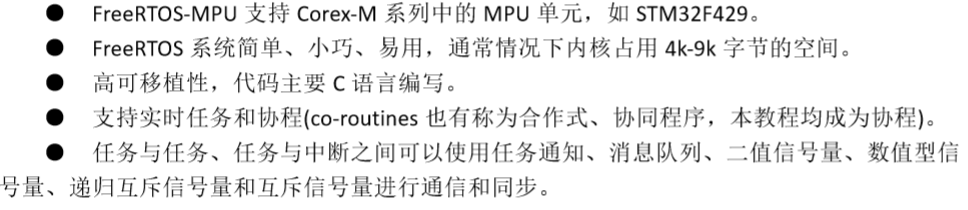 ● FreeRTOS-MPU 支持 Corex-M 系列中的 MPU 单元，如 STM32F429。
● FreeRTOS 系统简单、小巧、易用，通常情况下内核占用 4k-9k 字节的空间。
● 高可移植性，代码主要 C 语言编写。
● 支持实时任务和协程(co-routines 也有称为合作式、协同程序，本教程均成为协程)。
● 任务与任务、任务与中断之间可以使用任务通知、消息队列、二值信号量、数值型信
号量、递归互斥信号量和互斥信号量进行通信和同步。